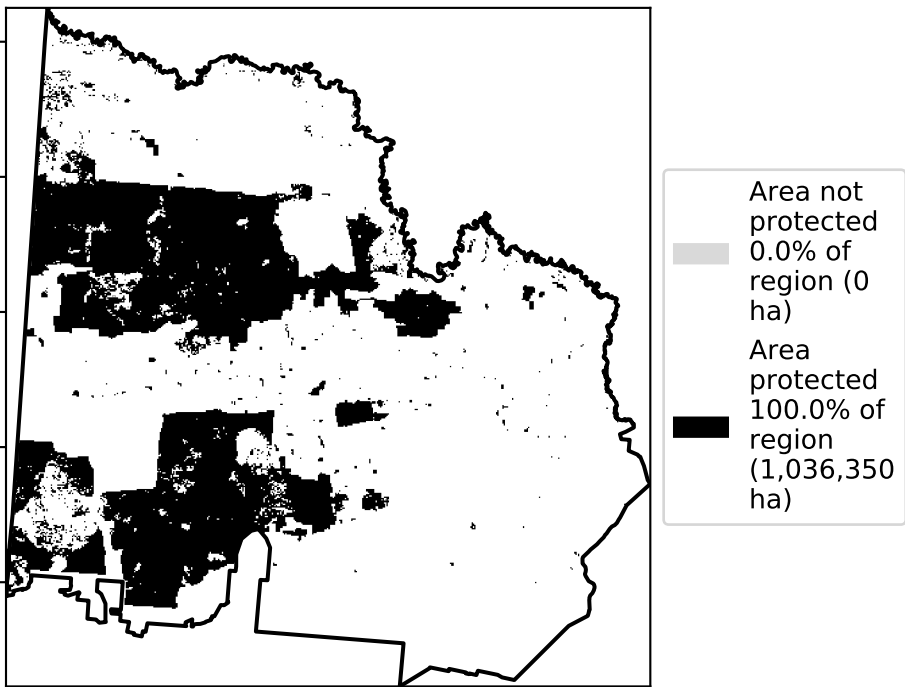 Area not
protected
0.0% of
region (0
ha)
Area
protected
100.0% of
region
(1,036,350
ha)